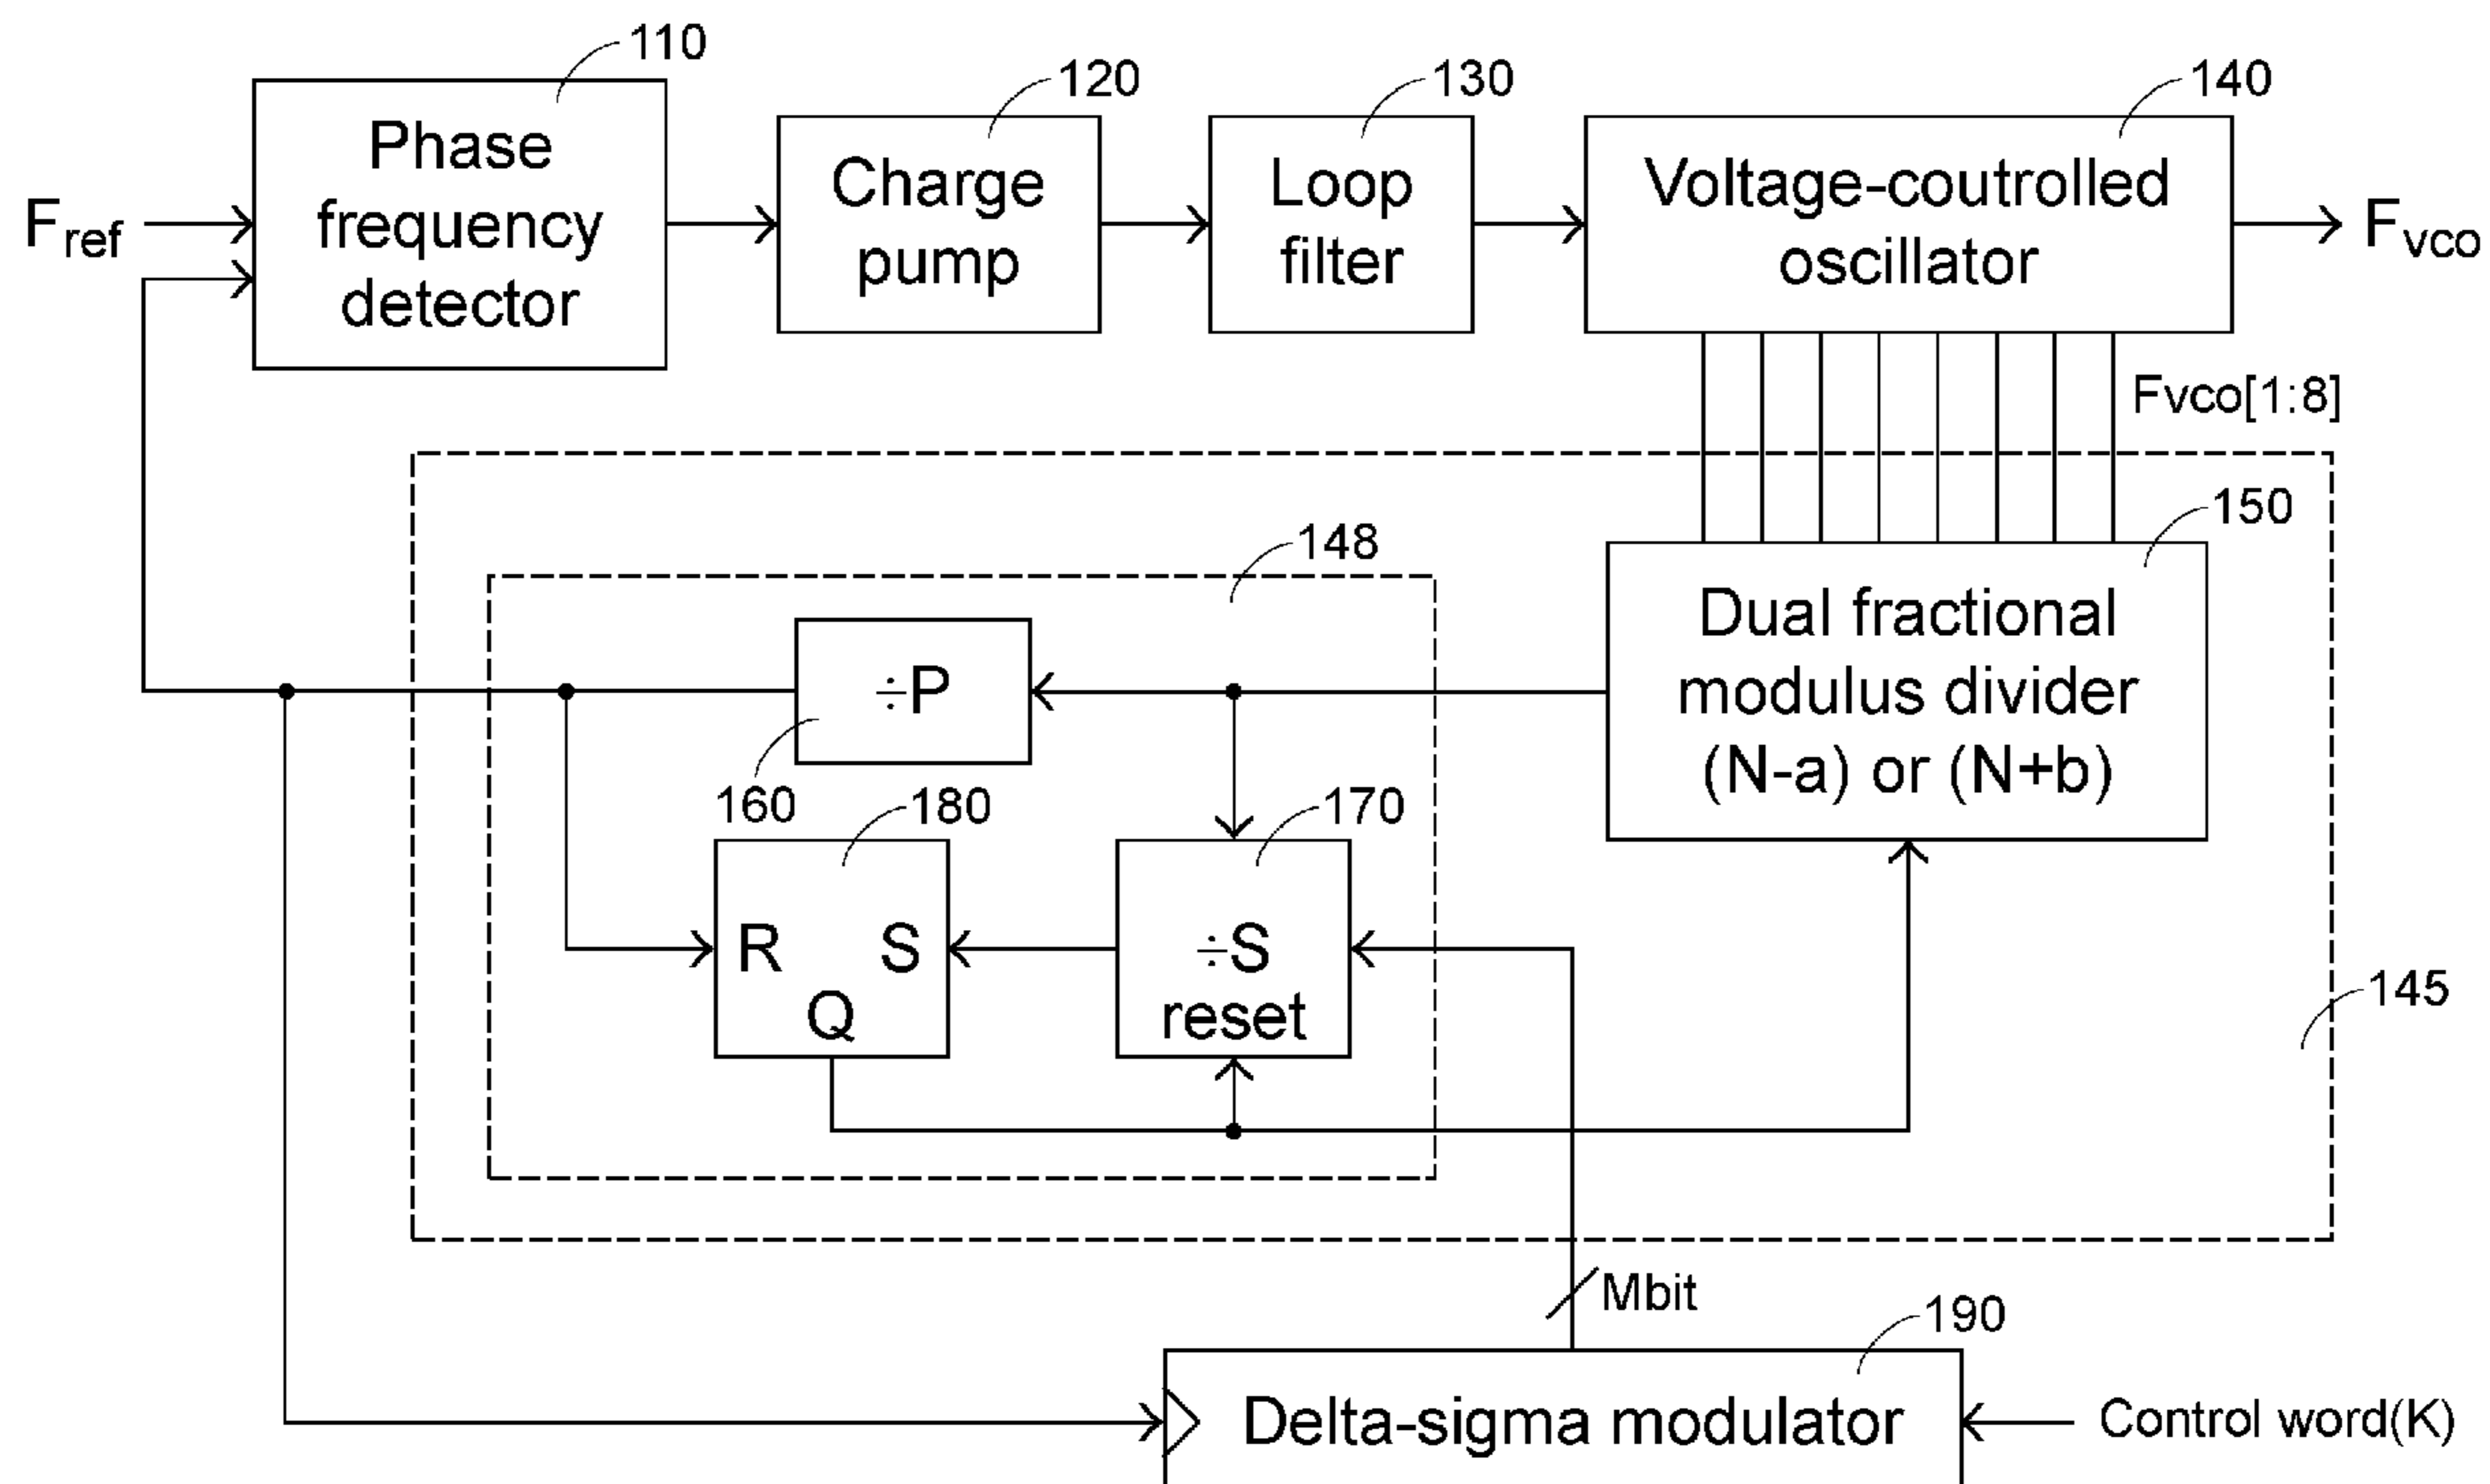 110
120
130
140
Phase
frequency
detector
Charge
pump
Loop
filter
Voltage-coutrolled
oscillator
Fref
Fvco
Fvco[1:8]
150
148
Dual fractional
modulus divider
(N-a) or (N+b)
÷P
160
180
170
R S
Q
÷S
reset
145
Mbit
190
Delta-sigma modulator
Control word(K)